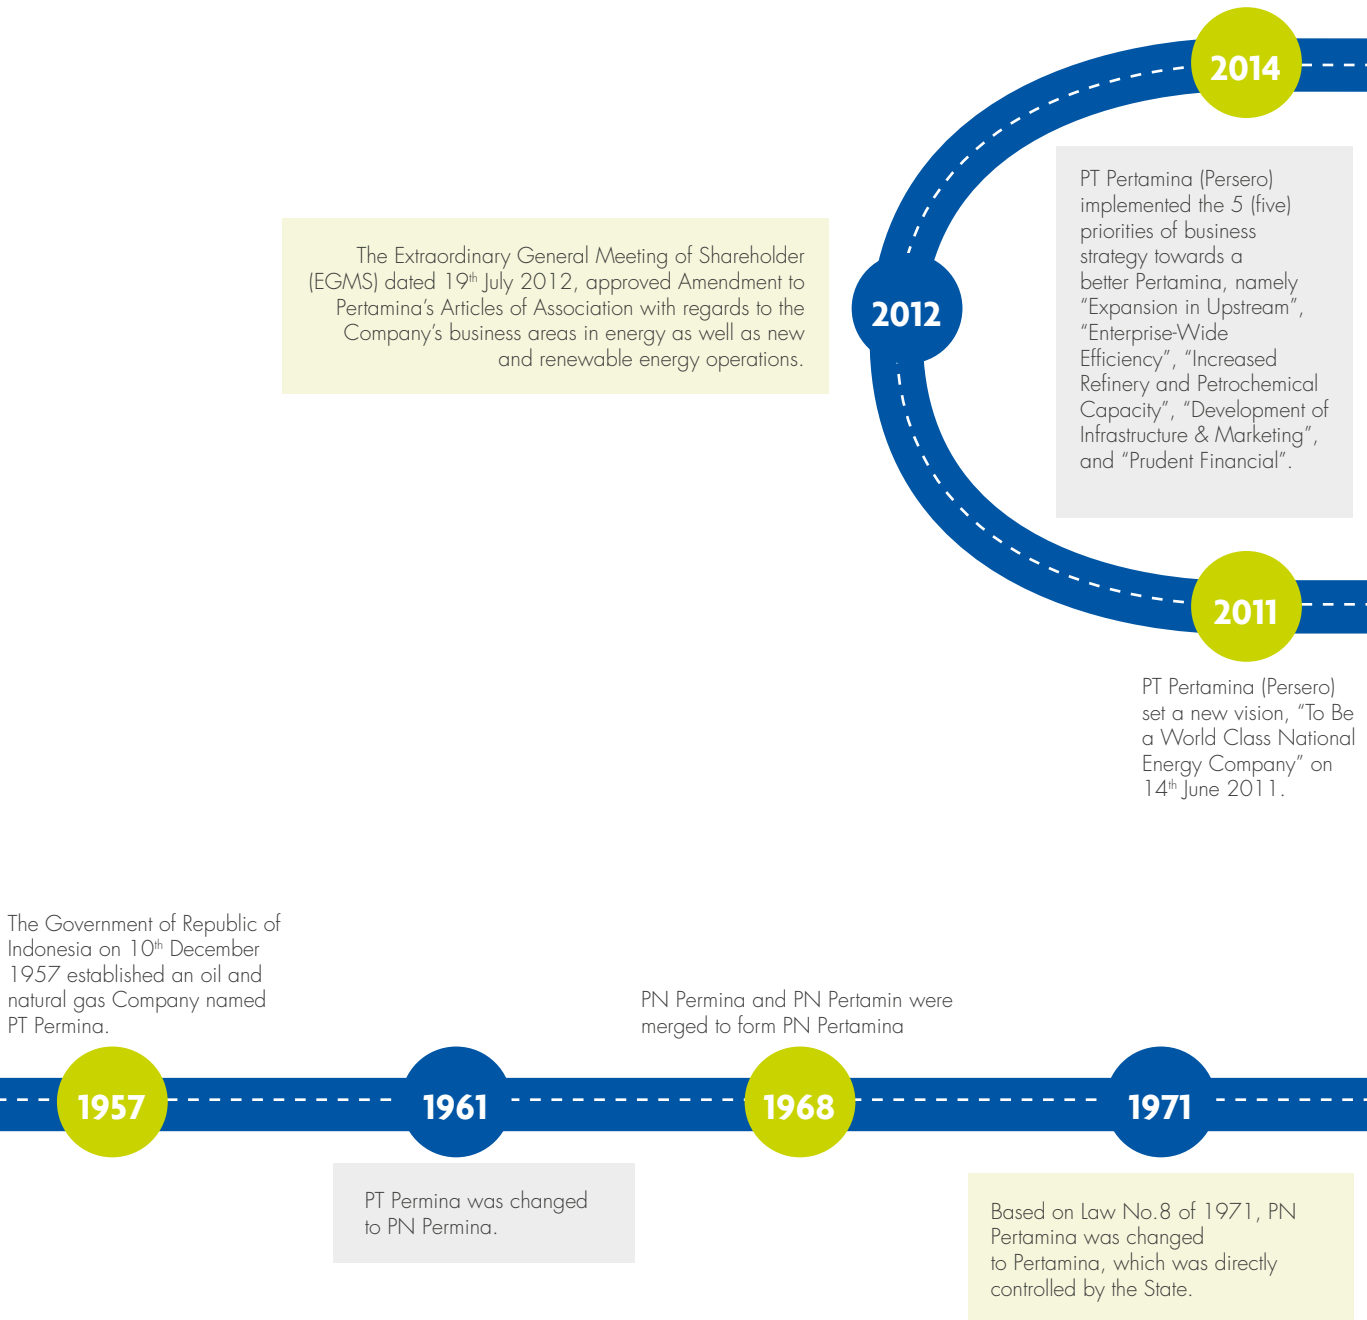 2014
PT Pertamina (Persero)
implemented the 5 (five)
priorities of business
strategy towards a
better Pertamina, namely
“Expansion in Upstream”,
“Enterprise-Wide
Efficiency”, “Increased
Refinery and Petrochemical
Capacity”, “Development of
Infrastructure & Marketing”,
and “Prudent Financial”.
The Extraordinary General Meeting of Shareholder
(EGMS) dated 19th July 2012, approved Amendment to
Pertamina’s Articles of Association with regards to the
Company’s business areas in energy as well as new
and renewable energy operations.
2012
2011
PT Pertamina (Persero)
set a new vision, “To Be
a World Class National
Energy Company” on
14th June 2011.
The Government of Republic of
Indonesia on 10th December
1957 established an oil and
natural gas Company named
PT Permina.
1957
1961
PT Permina was changed
to PN Permina.
PN Permina and PN Pertamin were
merged to form PN Pertamina
1968
1971
Based on Law No.8 of 1971, PN
Pertamina was changed
to Pertamina, which was directly
controlled by the State.